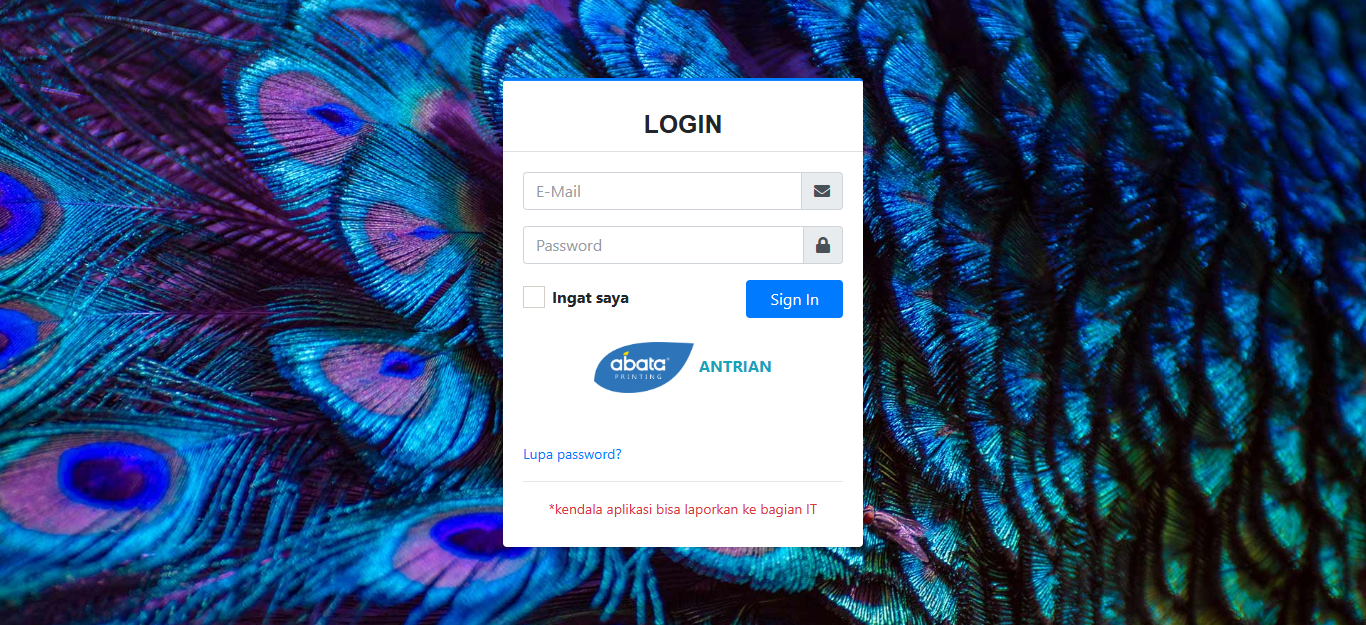 LOGIN
E-Mail
Password
Ingat saya
Sign In
abata
PRINTING
ANTRIAN
Lupa password?
*kendala aplikasi bisa laporkan ke bagian IT